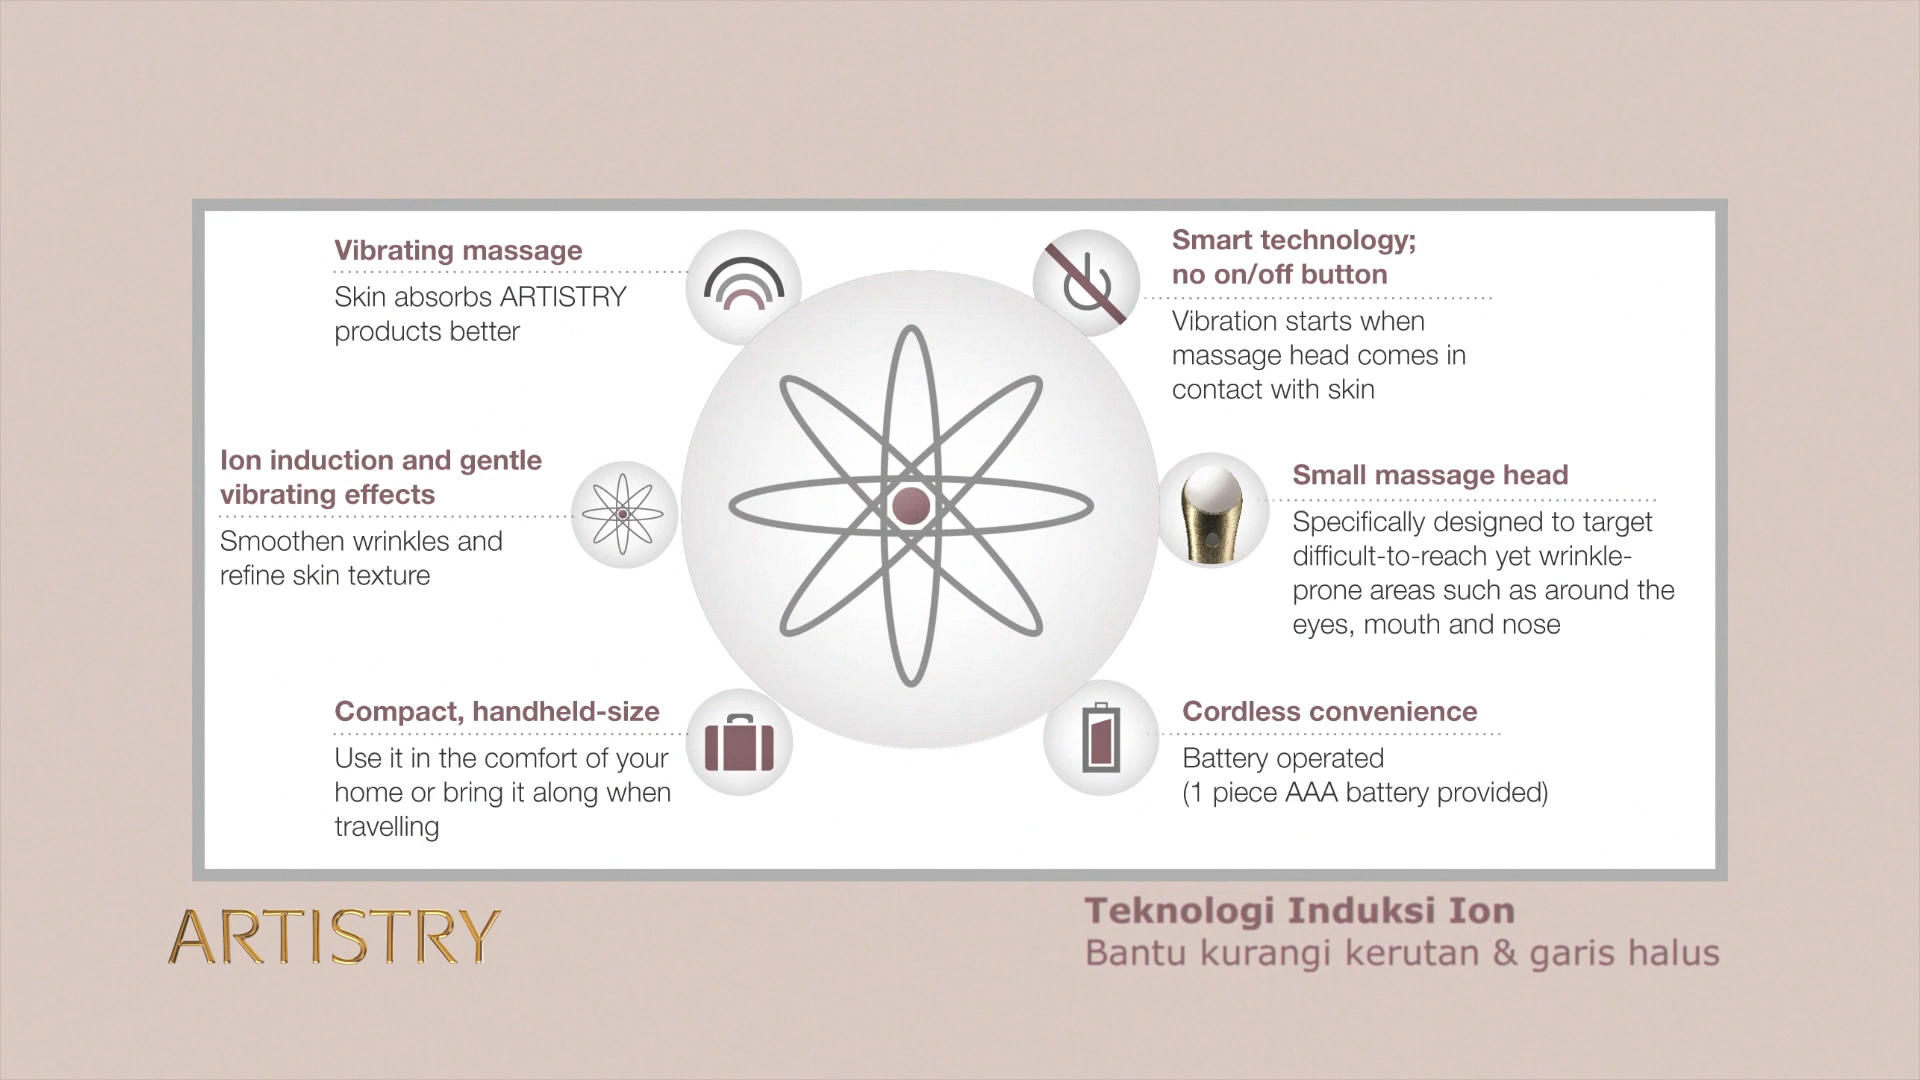 Vibrating massage
Skin absorbs ARTISTRY
products better
Smart technology;
no on/off button
Vibration starts when
massage head comes in
contact with skin
Ion induction and gentle
vibrating effects
Smoothen wrinkles and
refine skin texture
Small massage head
Specifically designed to target
difficult-to-reach yet wrinkle-
prone areas such as around the
eyes, mouth and nose
Compact, handheld-size
Use it in the comfort of your
home or bring it along when
travelling
Cordless convenience
Battery operated
(1 piece AAA battery provided)
ARTISTRY
Teknologi Induksi Ion
Bantu kurangi kerutan & garis halus